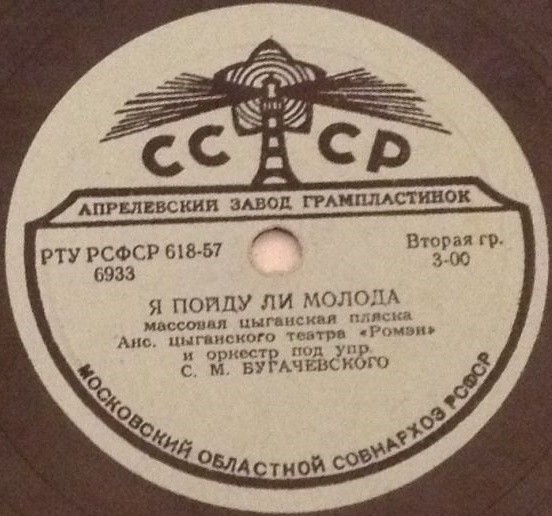 СССР
АПРЕЛЕВСКИЙ ЗАВОД ГРАМПЛАСТИНОК
РТУ РСФСР 618-57
6933
Вторая гр.
3-00
Я ПОЙДУ ЛИ МОЛОДА
массовая цыганская пляска
Анс. цыганского театра «Ромэн»
и оркестр под упр.
С. М. БУГАЧЕВСКОГО
МОСКОВСКИЙ ОБЛАСТНОЙ СОВНАРХОЗ РСФСР